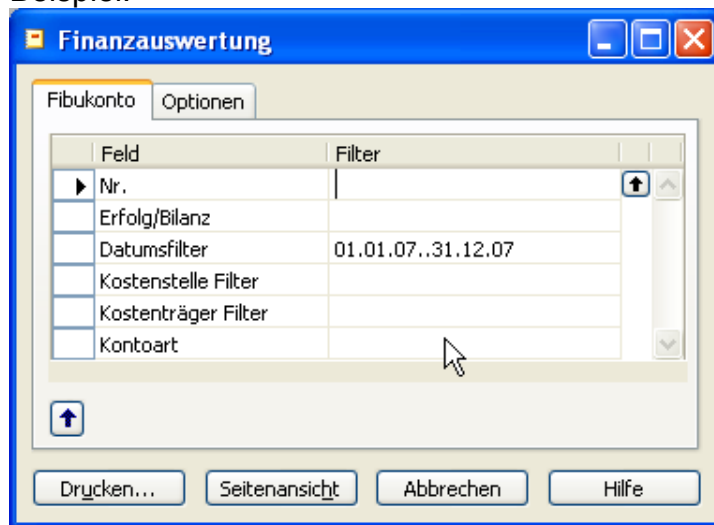 Finanzauswertung
Fibukonto Optionen
Feld Filter
Nr.
Erfolg/Bilanz
Datumsfilter 01.01.07..31.12.07
Kostenstelle Filter
Kostenträger Filter
Kontoart
Drucken... Seitenansicht Abbrechen Hilfe